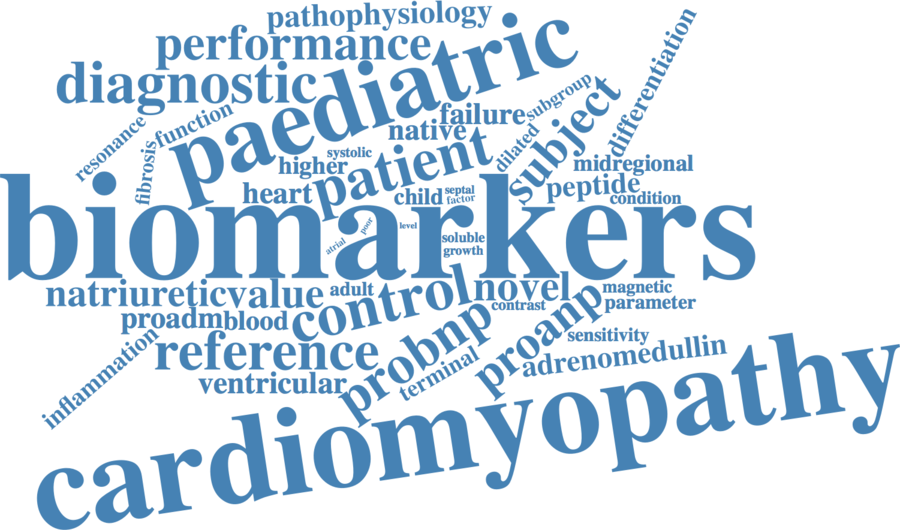 pathophysiology
performance
diagnostic
paediatric
differentiation
resonance
function
fibrosis
failure
subgroup
native
dilated
subject
systolic
higher
patient
midregional
heart
child
septal
factor
peptide
condition
biomarkers
atrial
poor
level
soluble
growth
natriuretic
value
adult
control
novel
contrast
magnetic
parameter
proadm
blood
inflammation
reference
probnp
proanp
sensitivity
ventricular
terminal
adrenomedullin
cardiomyopathy